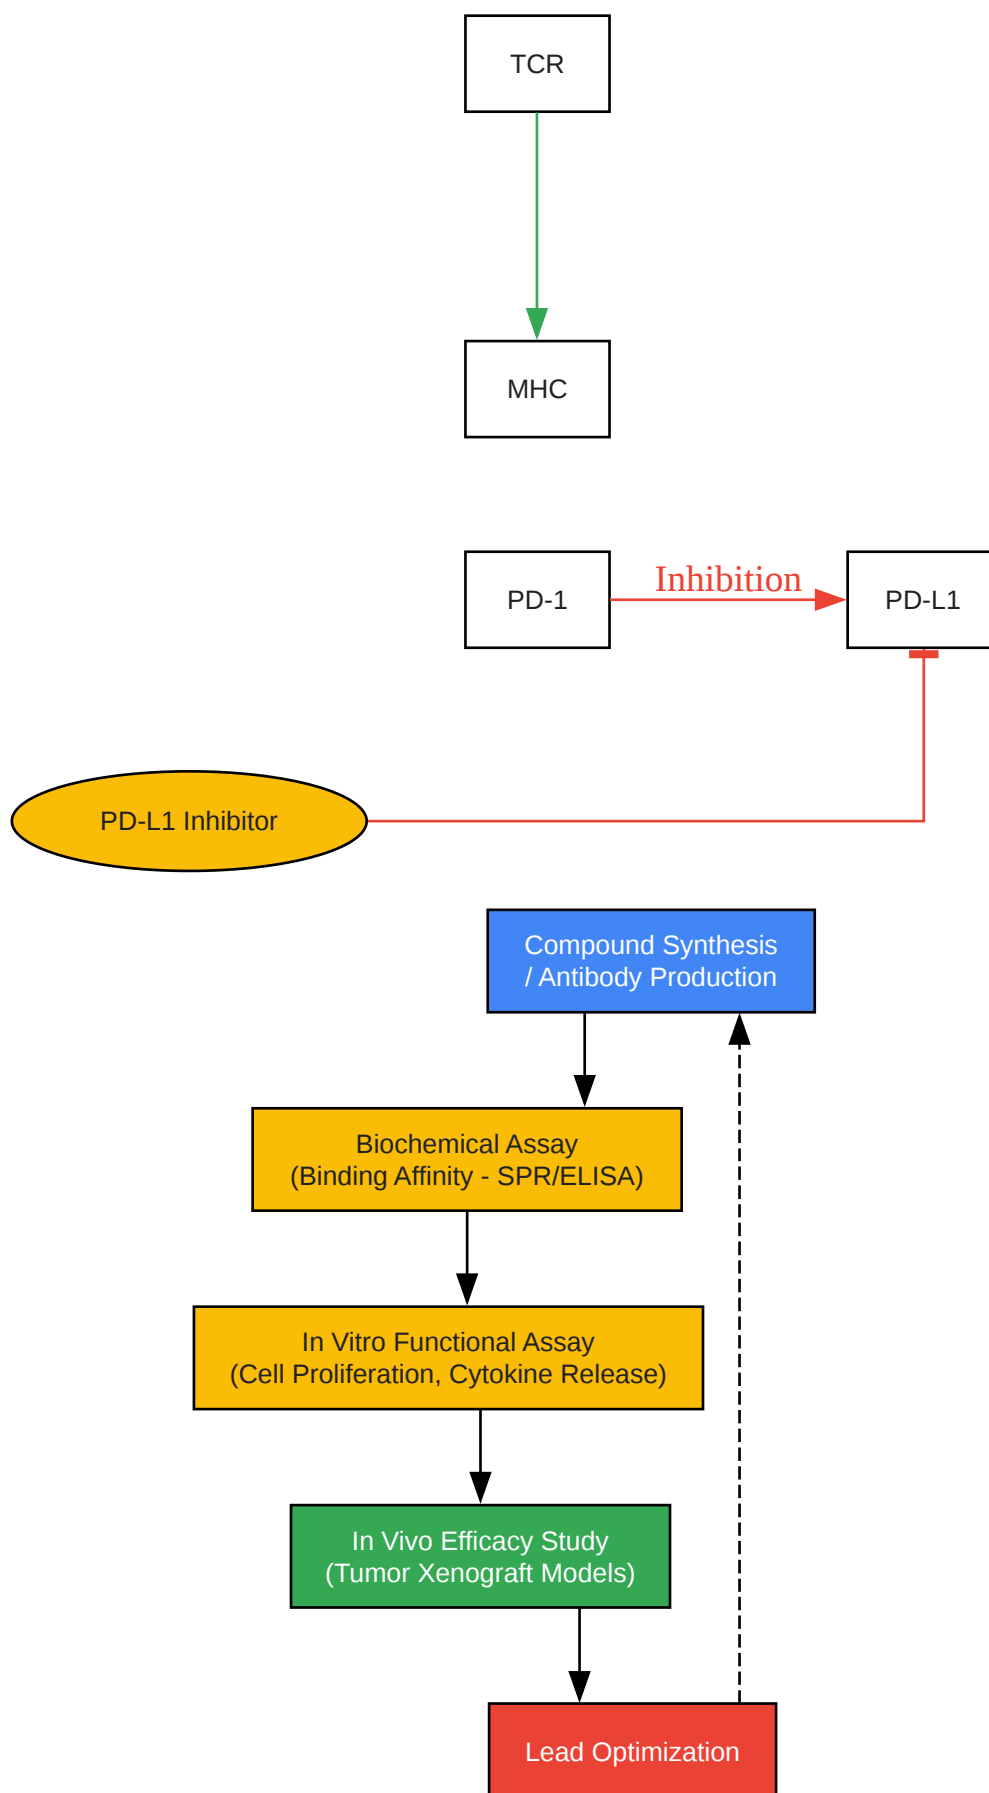 TCR
MHC
PD-1
Inhibition
PD-L1
PD-L1 Inhibitor
Compound Synthesis
/ Antibody Production
Biochemical Assay
(Binding Affinity - SPR/ELISA)
In Vitro Functional Assay
(Cell Proliferation, Cytokine Release)
In Vivo Efficacy Study
(Tumor Xenograft Models)
Lead Optimization